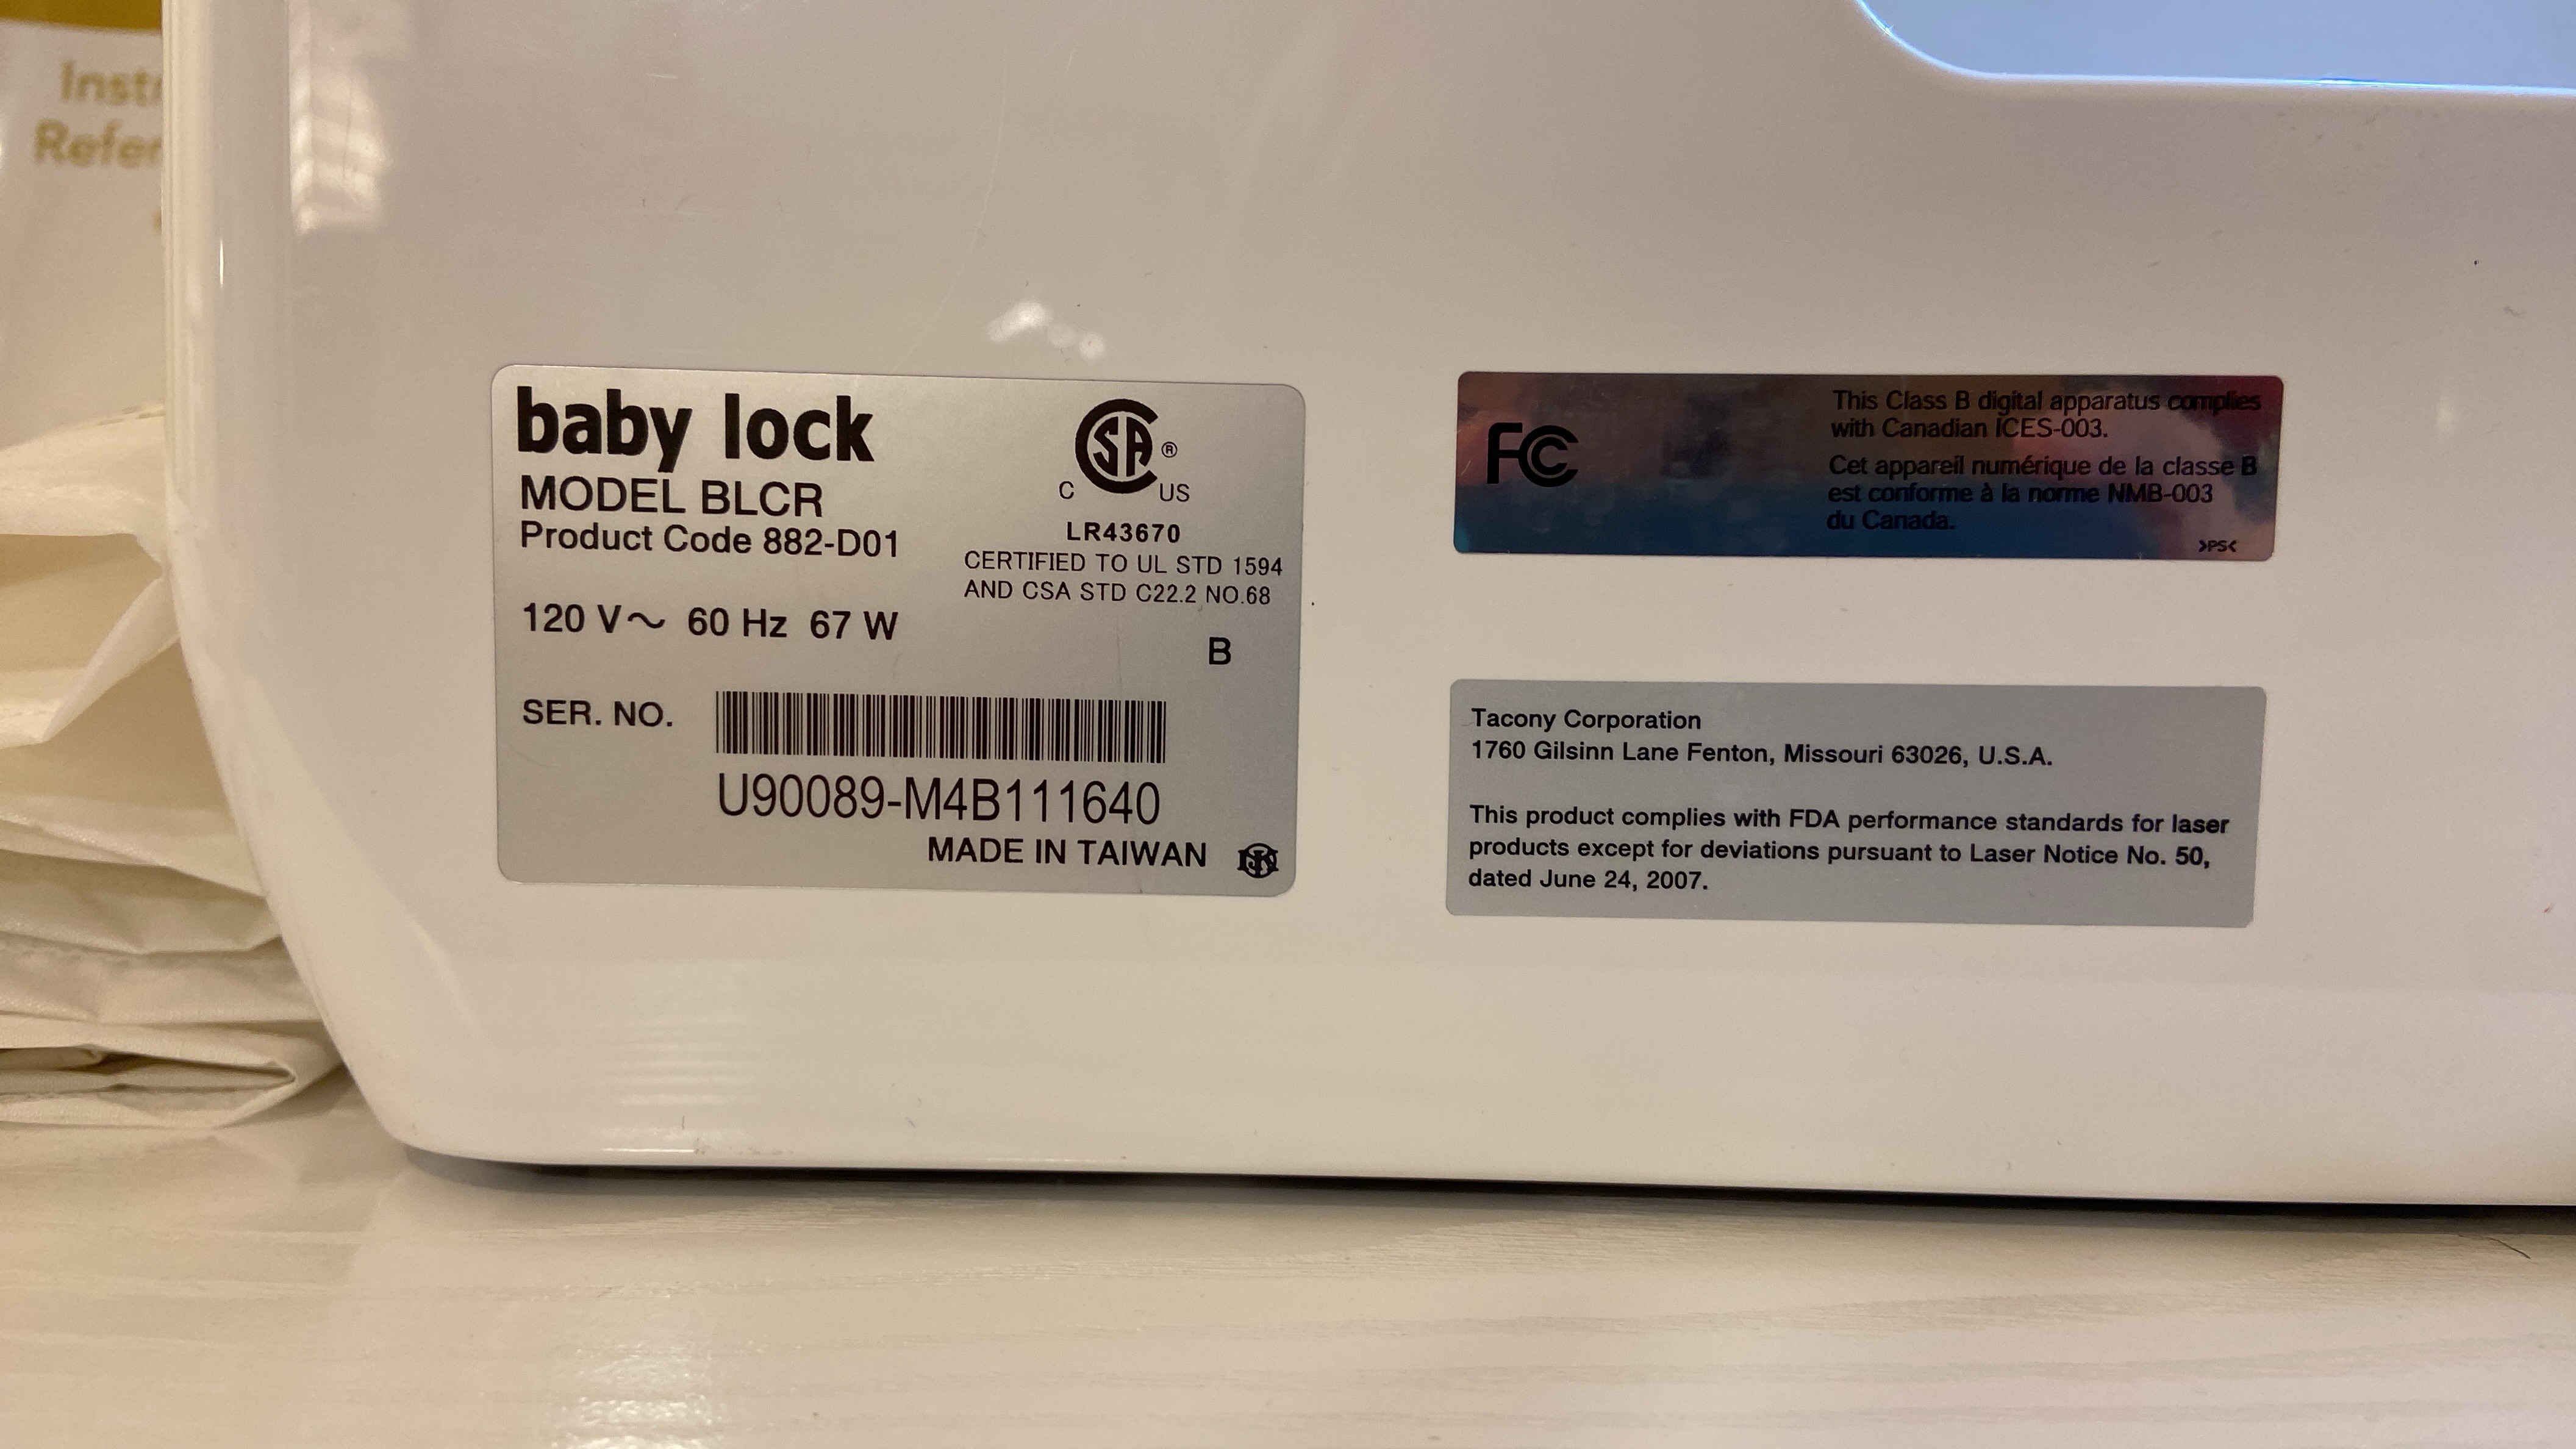 baby lock
MODEL BLCR
Product Code 882-D01
120 V~ 60 Hz 67 W
SER. NO.
U90089-M4B111640
MADE IN TAIWAN
SA ®
C US
LR43670
CERTIFIED TO UL STD 1594
AND CSA STD C22.2 NO.68
B
FC
This Class B digital apparatus complies
with Canadian ICES-003.
Cet appareil numérique de la classe B
est conforme à la norme NMB-003
du Canada.
>PS<
Tacony Corporation
1760 Gilsinn Lane Fenton, Missouri 63026, U.S.A.
This product complies with FDA performance standards for laser
products except for deviations pursuant to Laser Notice No. 50,
dated June 24, 2007.